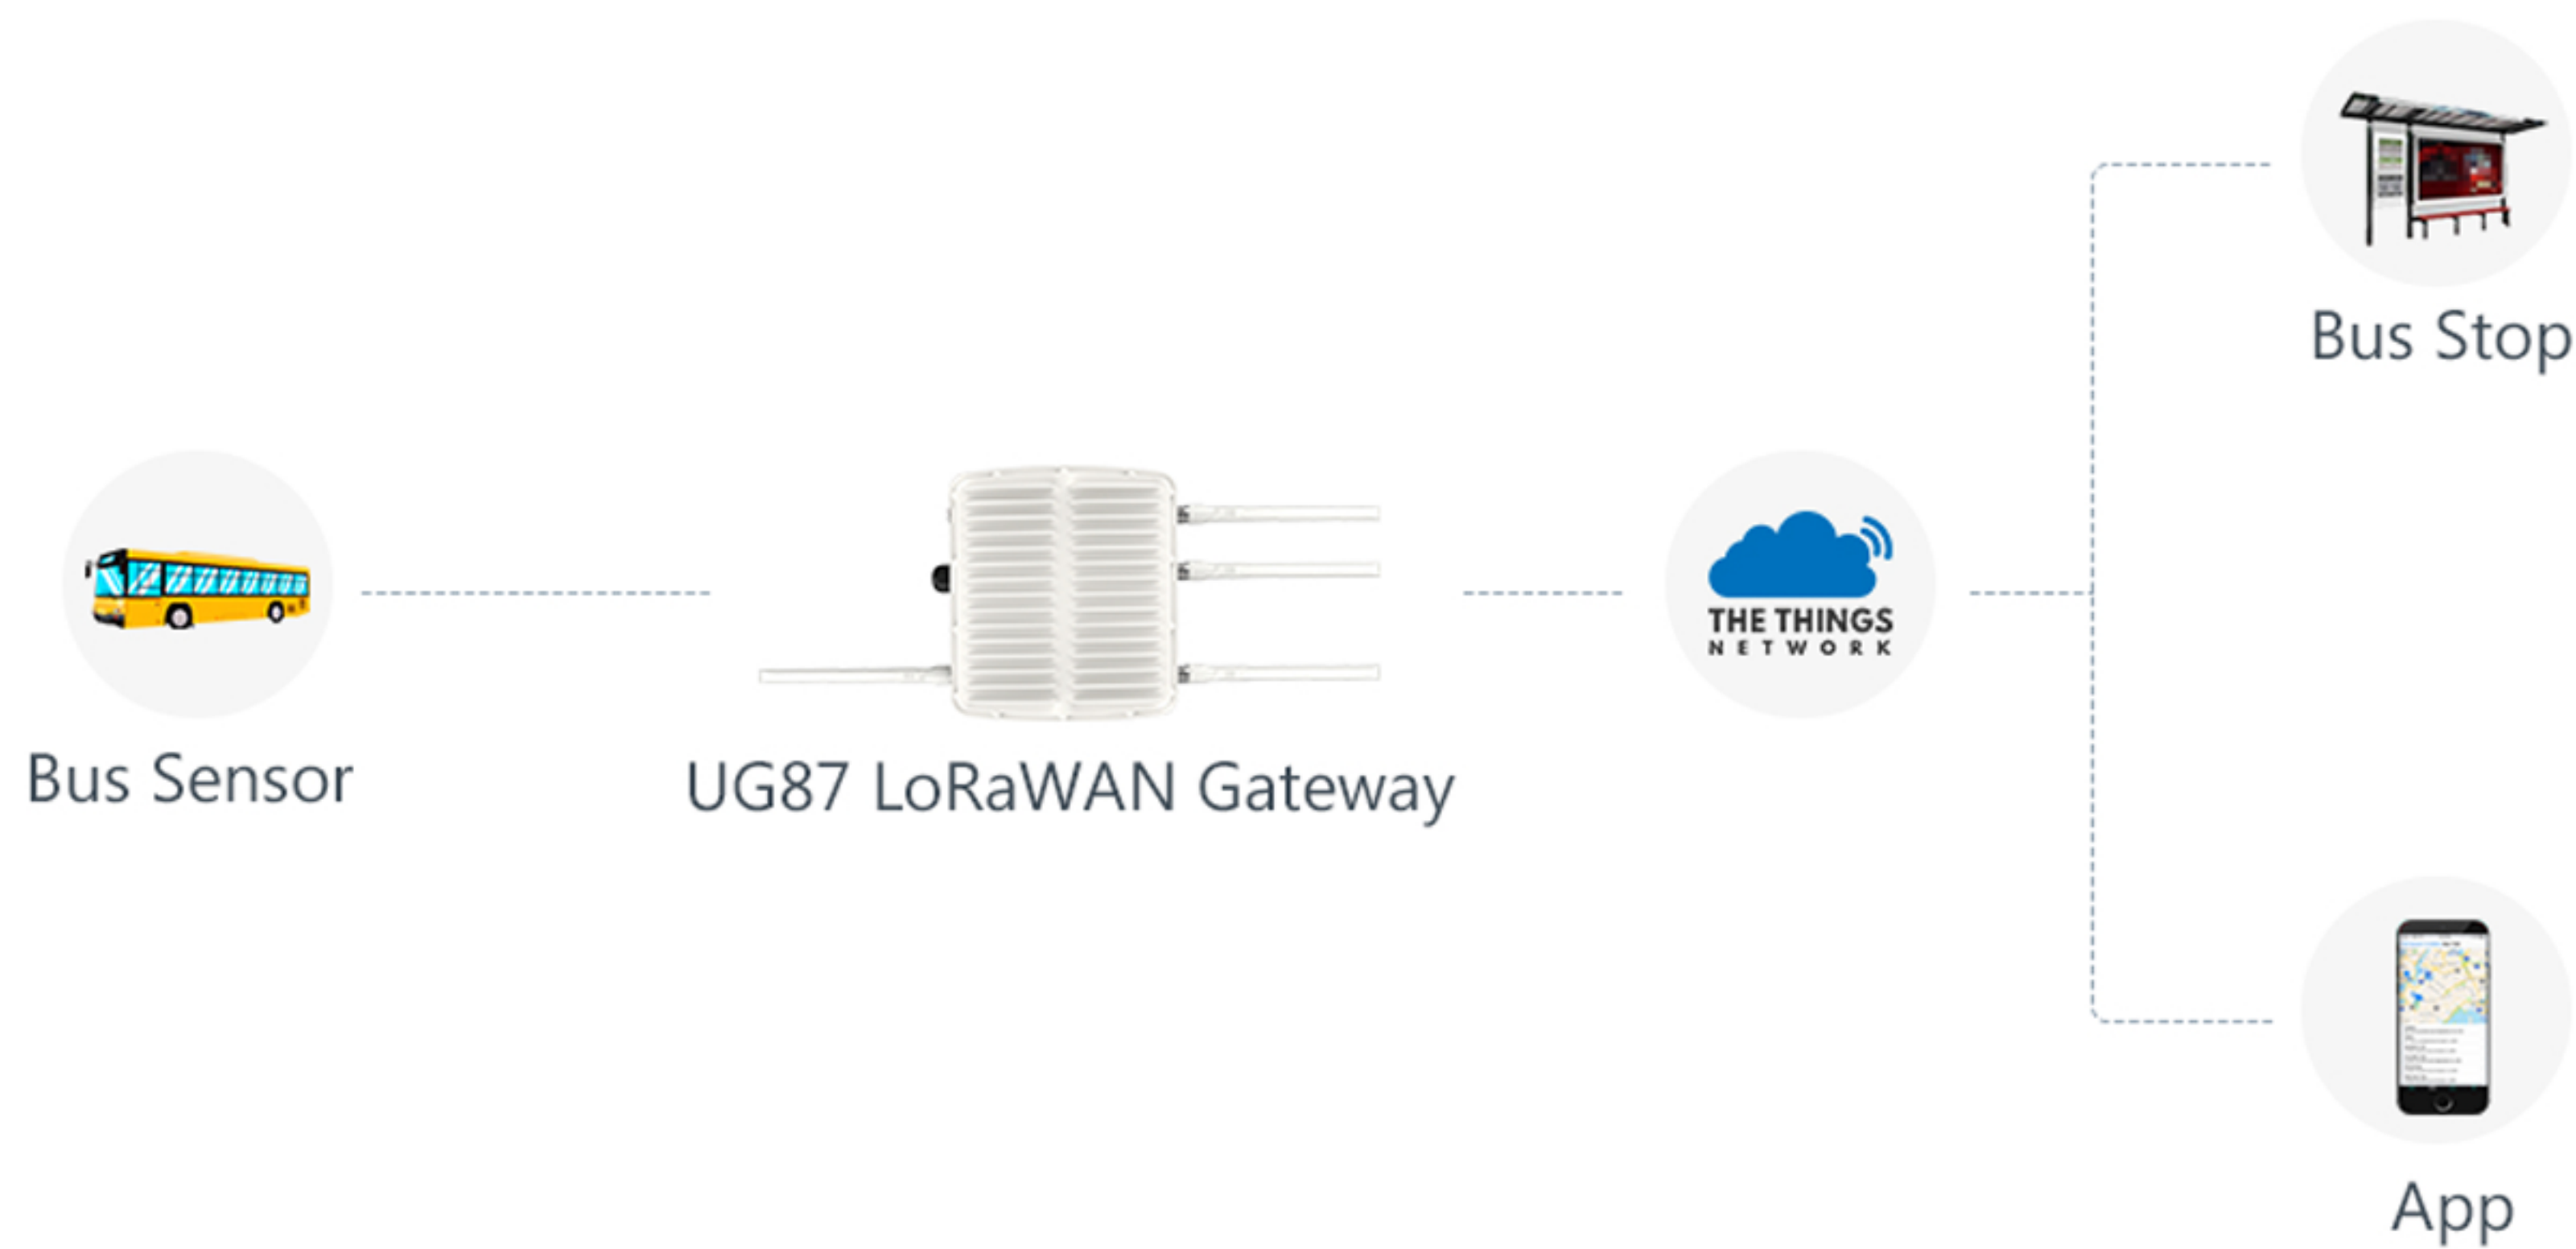 Bus Sensor
UG87 LoRaWAN Gateway
THE THINGS
NETWORK
Bus Stop
App